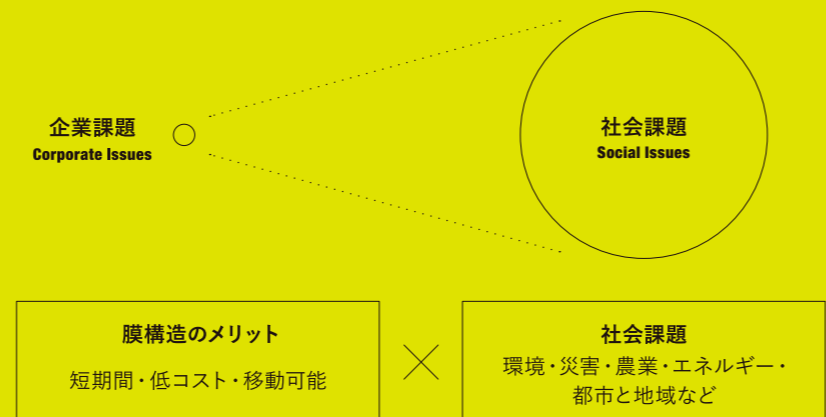 企業課題
Corporate Issues
社会課題
Social Issues
膜構造のメリット
短期間・低コスト・移動可能
社会課題
環境・災害・農業・エネルギー・
都市と地域など